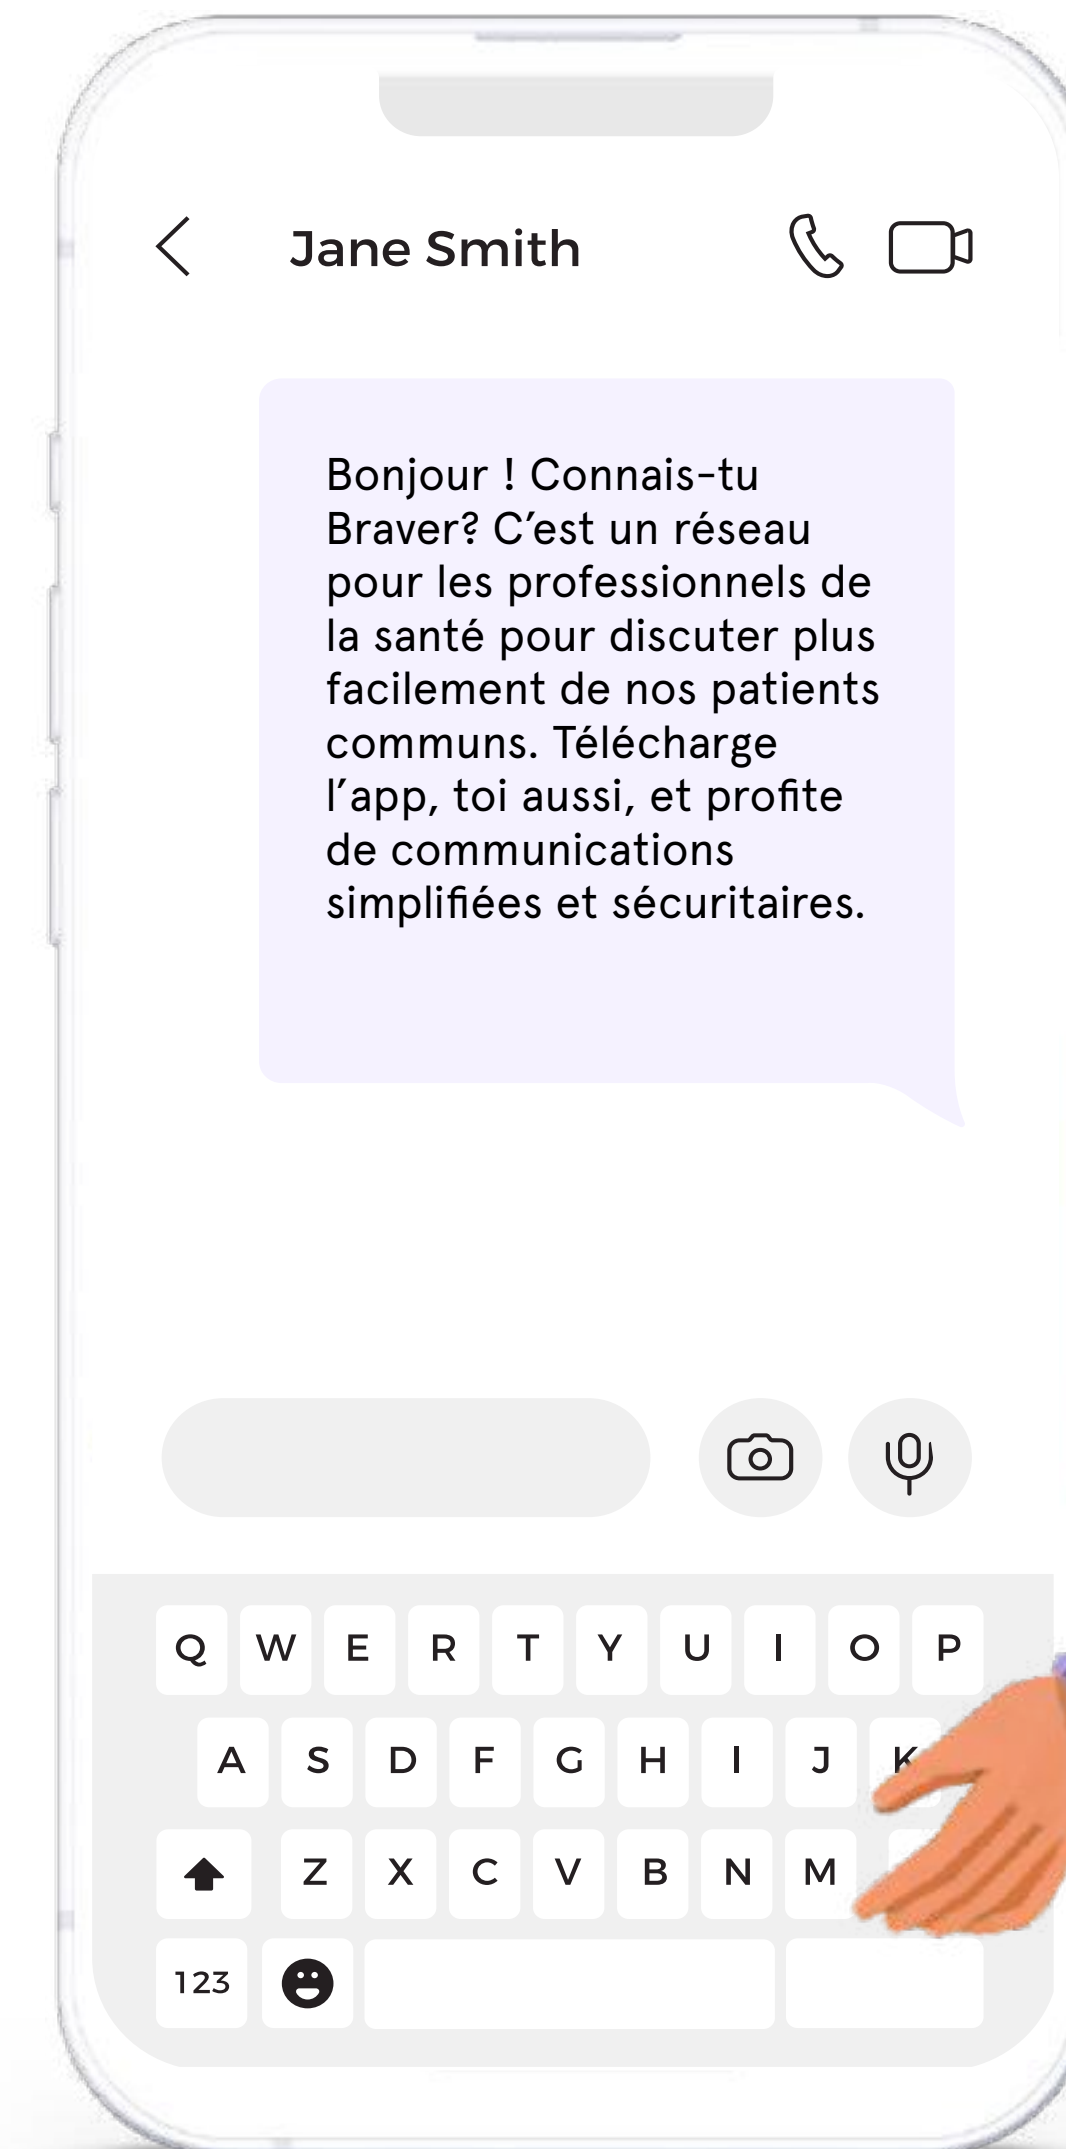 Jane Smith
Bonjour ! Connais-tu
Braver? C’est un réseau
pour les professionnels de
la santé pour discuter plus
facilement de nos patients
communs. Télécharge
l’app, toi aussi, et profite
de communications
simplifiées et sécuritaires.
Q W E R T Y U I O P
A S D F G H I J K
Z X C V B N M
123